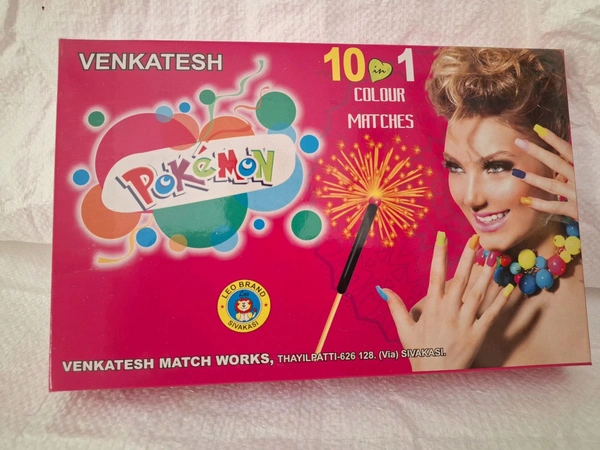 VENKATESH
10 in 1
COLOUR
MATCHES
POKéMON
LEO BRAND
SIVAKASI
VENKATESH MATCH WORKS, THAYILPATTI-626 128. (Via) SIVAKASI.